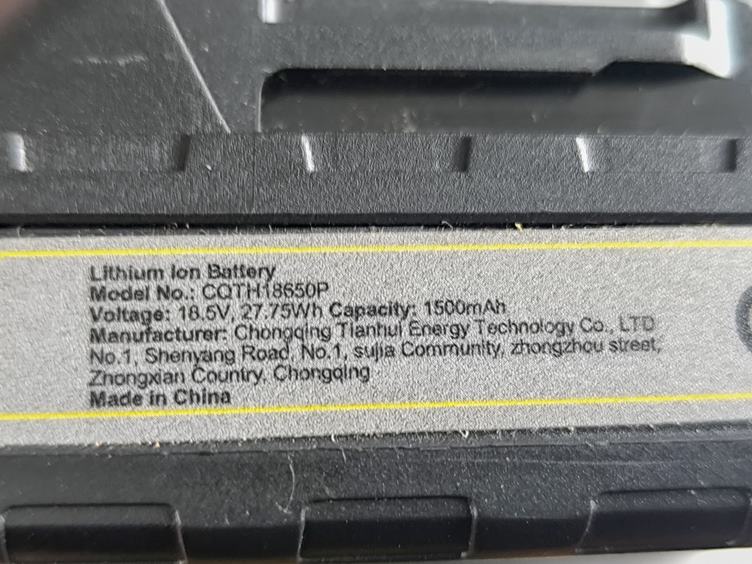 Lithium Ion Battery
Model No.: CQTH18650P
Voltage: 18.5V, 27.75Wh Capacity: 1500mAh
Manufacturer: Chongqing Tianhui Energy Technology Co., LTD
No.1, Shenyang Road, No.1, sujia Community, zhongzhou street,
Zhongxian Country, Chongqing
Made in China